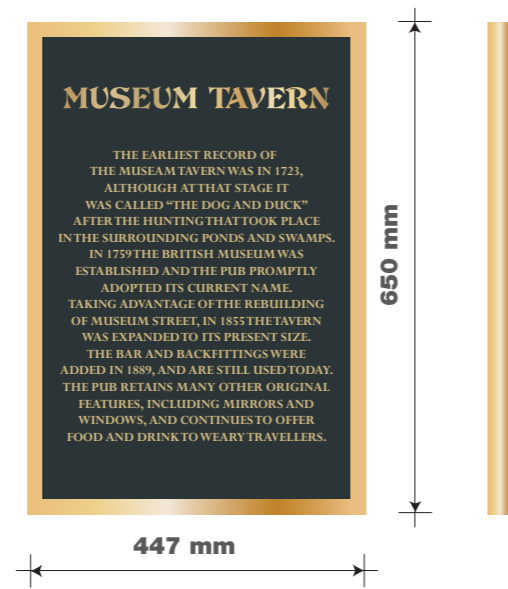 MUSEUM TAVERN
THE EARLIEST RECORD OF
THE MUSEAM TAVERN WAS IN 1723,
ALTHOUGH AT THAT STAGE IT
WAS CALLED “THE DOG AND DUCK”
AFTER THE HUNTING THAT TOOK PLACE
IN THE SURROUNDING PONDS AND SWAMPS.
IN 1759 THE BRITISH MUSEUM WAS
ESTABLISHED AND THE PUB PROMPTLY
ADOPTED ITS CURRENT NAME.
TAKING ADVANTAGE OF THE REBUILDING
OF MUSEUM STREET, IN 1855 THE TAVERN
WAS EXPANDED TO ITS PRESENT SIZE.
THE BAR AND BACKFITTINGS WERE
ADDED IN 1889, AND ARE STILL USED TODAY.
THE PUB RETAINS MANY OTHER ORIGINAL
FEATURES, INCLUDING MIRRORS AND
WINDOWS, AND CONTINUES TO OFFER
FOOD AND DRINK TO WEARY TRAVELLERS.
650 mm
447 mm